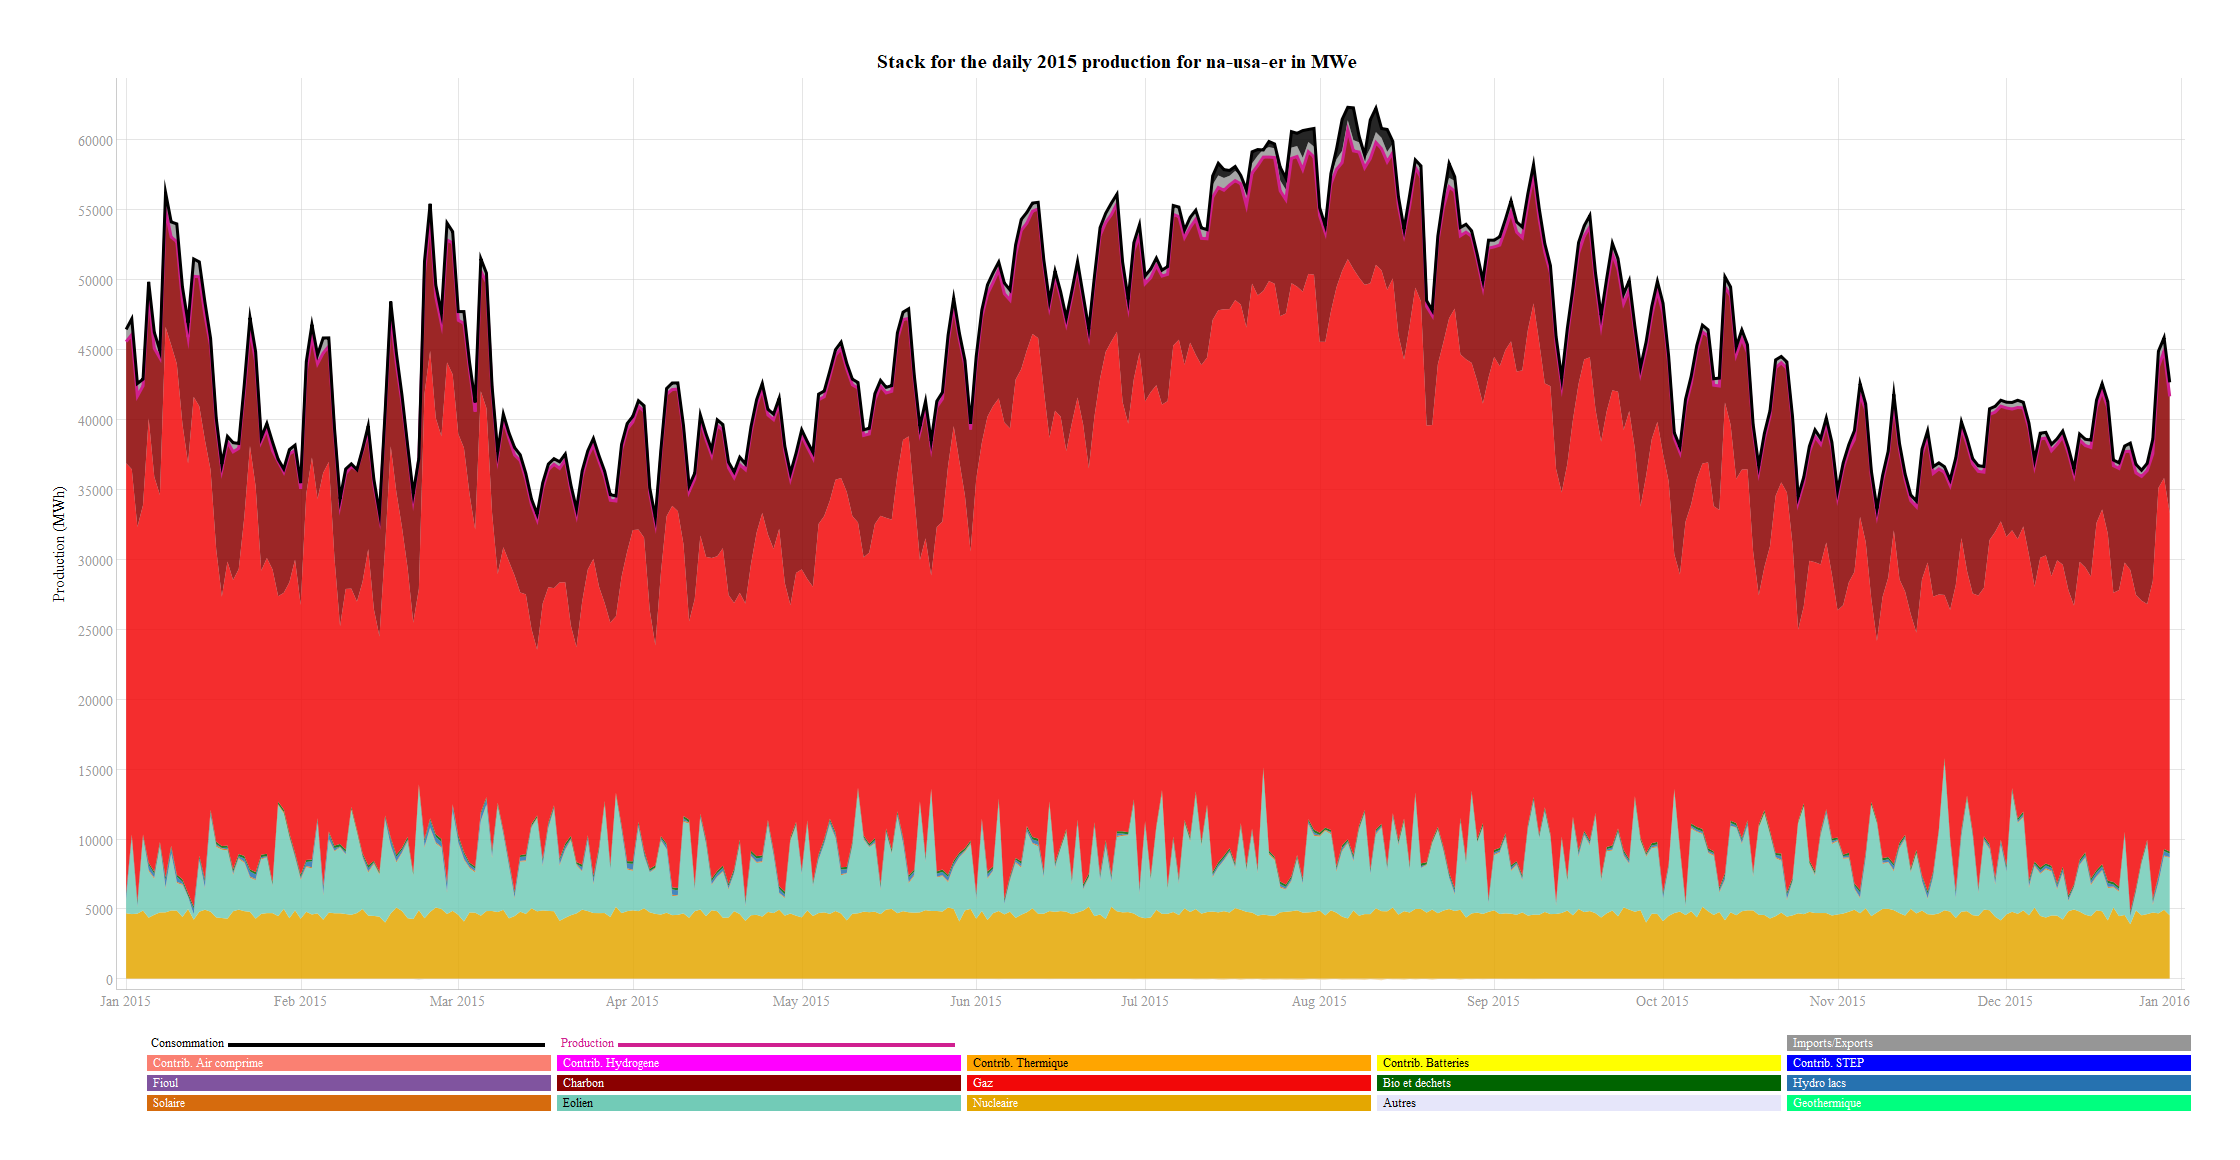 Stack for the daily 2015 production for na-usa-er in MWe
Production (MWh)
60000
55000
50000
45000
40000
35000
30000
25000
20000
15000
10000
5000
0
Jan 2015 Feb 2015 Mar 2015 Apr 2015 May 2015 Jun 2015 Jul 2015 Aug 2015 Sep 2015 Oct 2015 Nov 2015 Dec 2015 Jan 2016
Consommation Production Imports/Exports
Contrib. Air comprime Contrib. Hydrogene Contrib. Thermique Contrib. Batteries Contrib. STEP
Fioul Charbon Gaz Bio et dechets Hydro lacs
Solaire Eolien Nucleaire Autres Geothermique